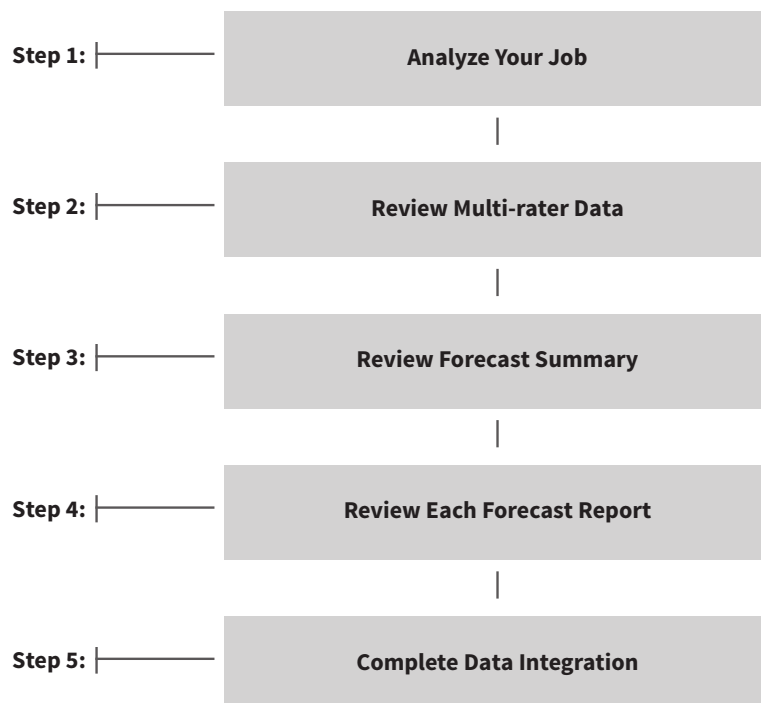 Step 1: Analyze Your Job
Step 2: Review Multi-rater Data
Step 3: Review Forecast Summary
Step 4: Review Each Forecast Report
Step 5: Complete Data Integration